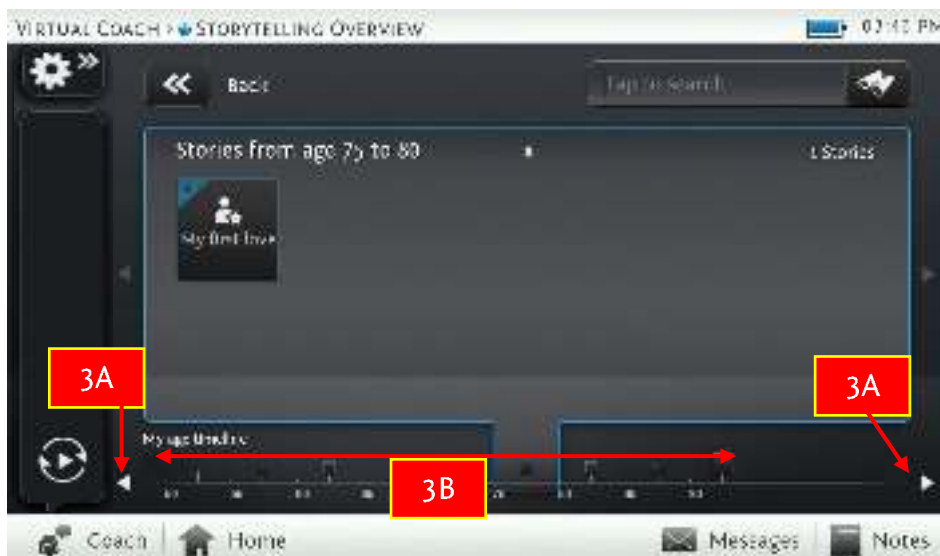 VIRTUAL COACH › STORYTELLING OVERVIEW
Back
Tap to search
Stories from age 75 to 80
1 Stories
My first love
3A
3A
My age timeline
3B
Coach
Home
Messages
Notes